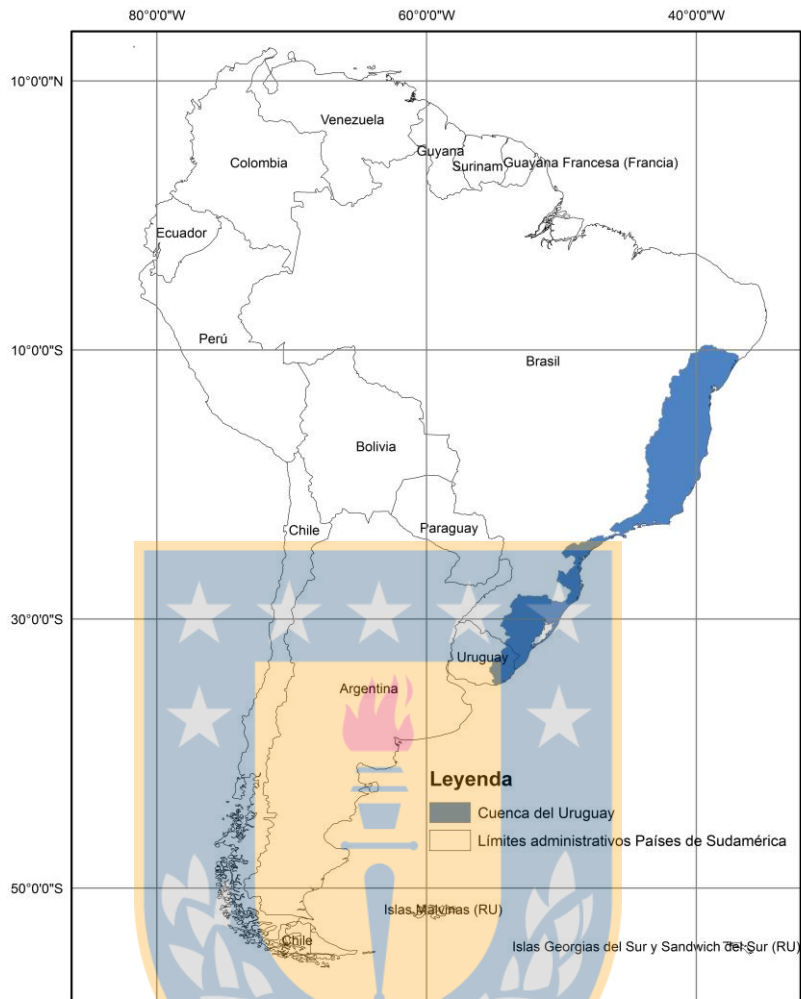 80°0'0"W 60°0'0"W 40°0'0"W
10°0'0"N
Venezuela
Guyana
Colombia
Surinam
Guayana Francesa (Francia)
Ecuador
Perú
10°0'0"S
Brasil
Bolivia
Chile
Paraguay
30°0'0"S
Uruguay
Argentina
Leyenda
Cuenca del Uruguay
Límites administrativos Países de Sudamérica
50°0'0"S
Islas Malvinas (RU)
Chile
Islas Georgias del Sur y Sandwich del Sur (RU)